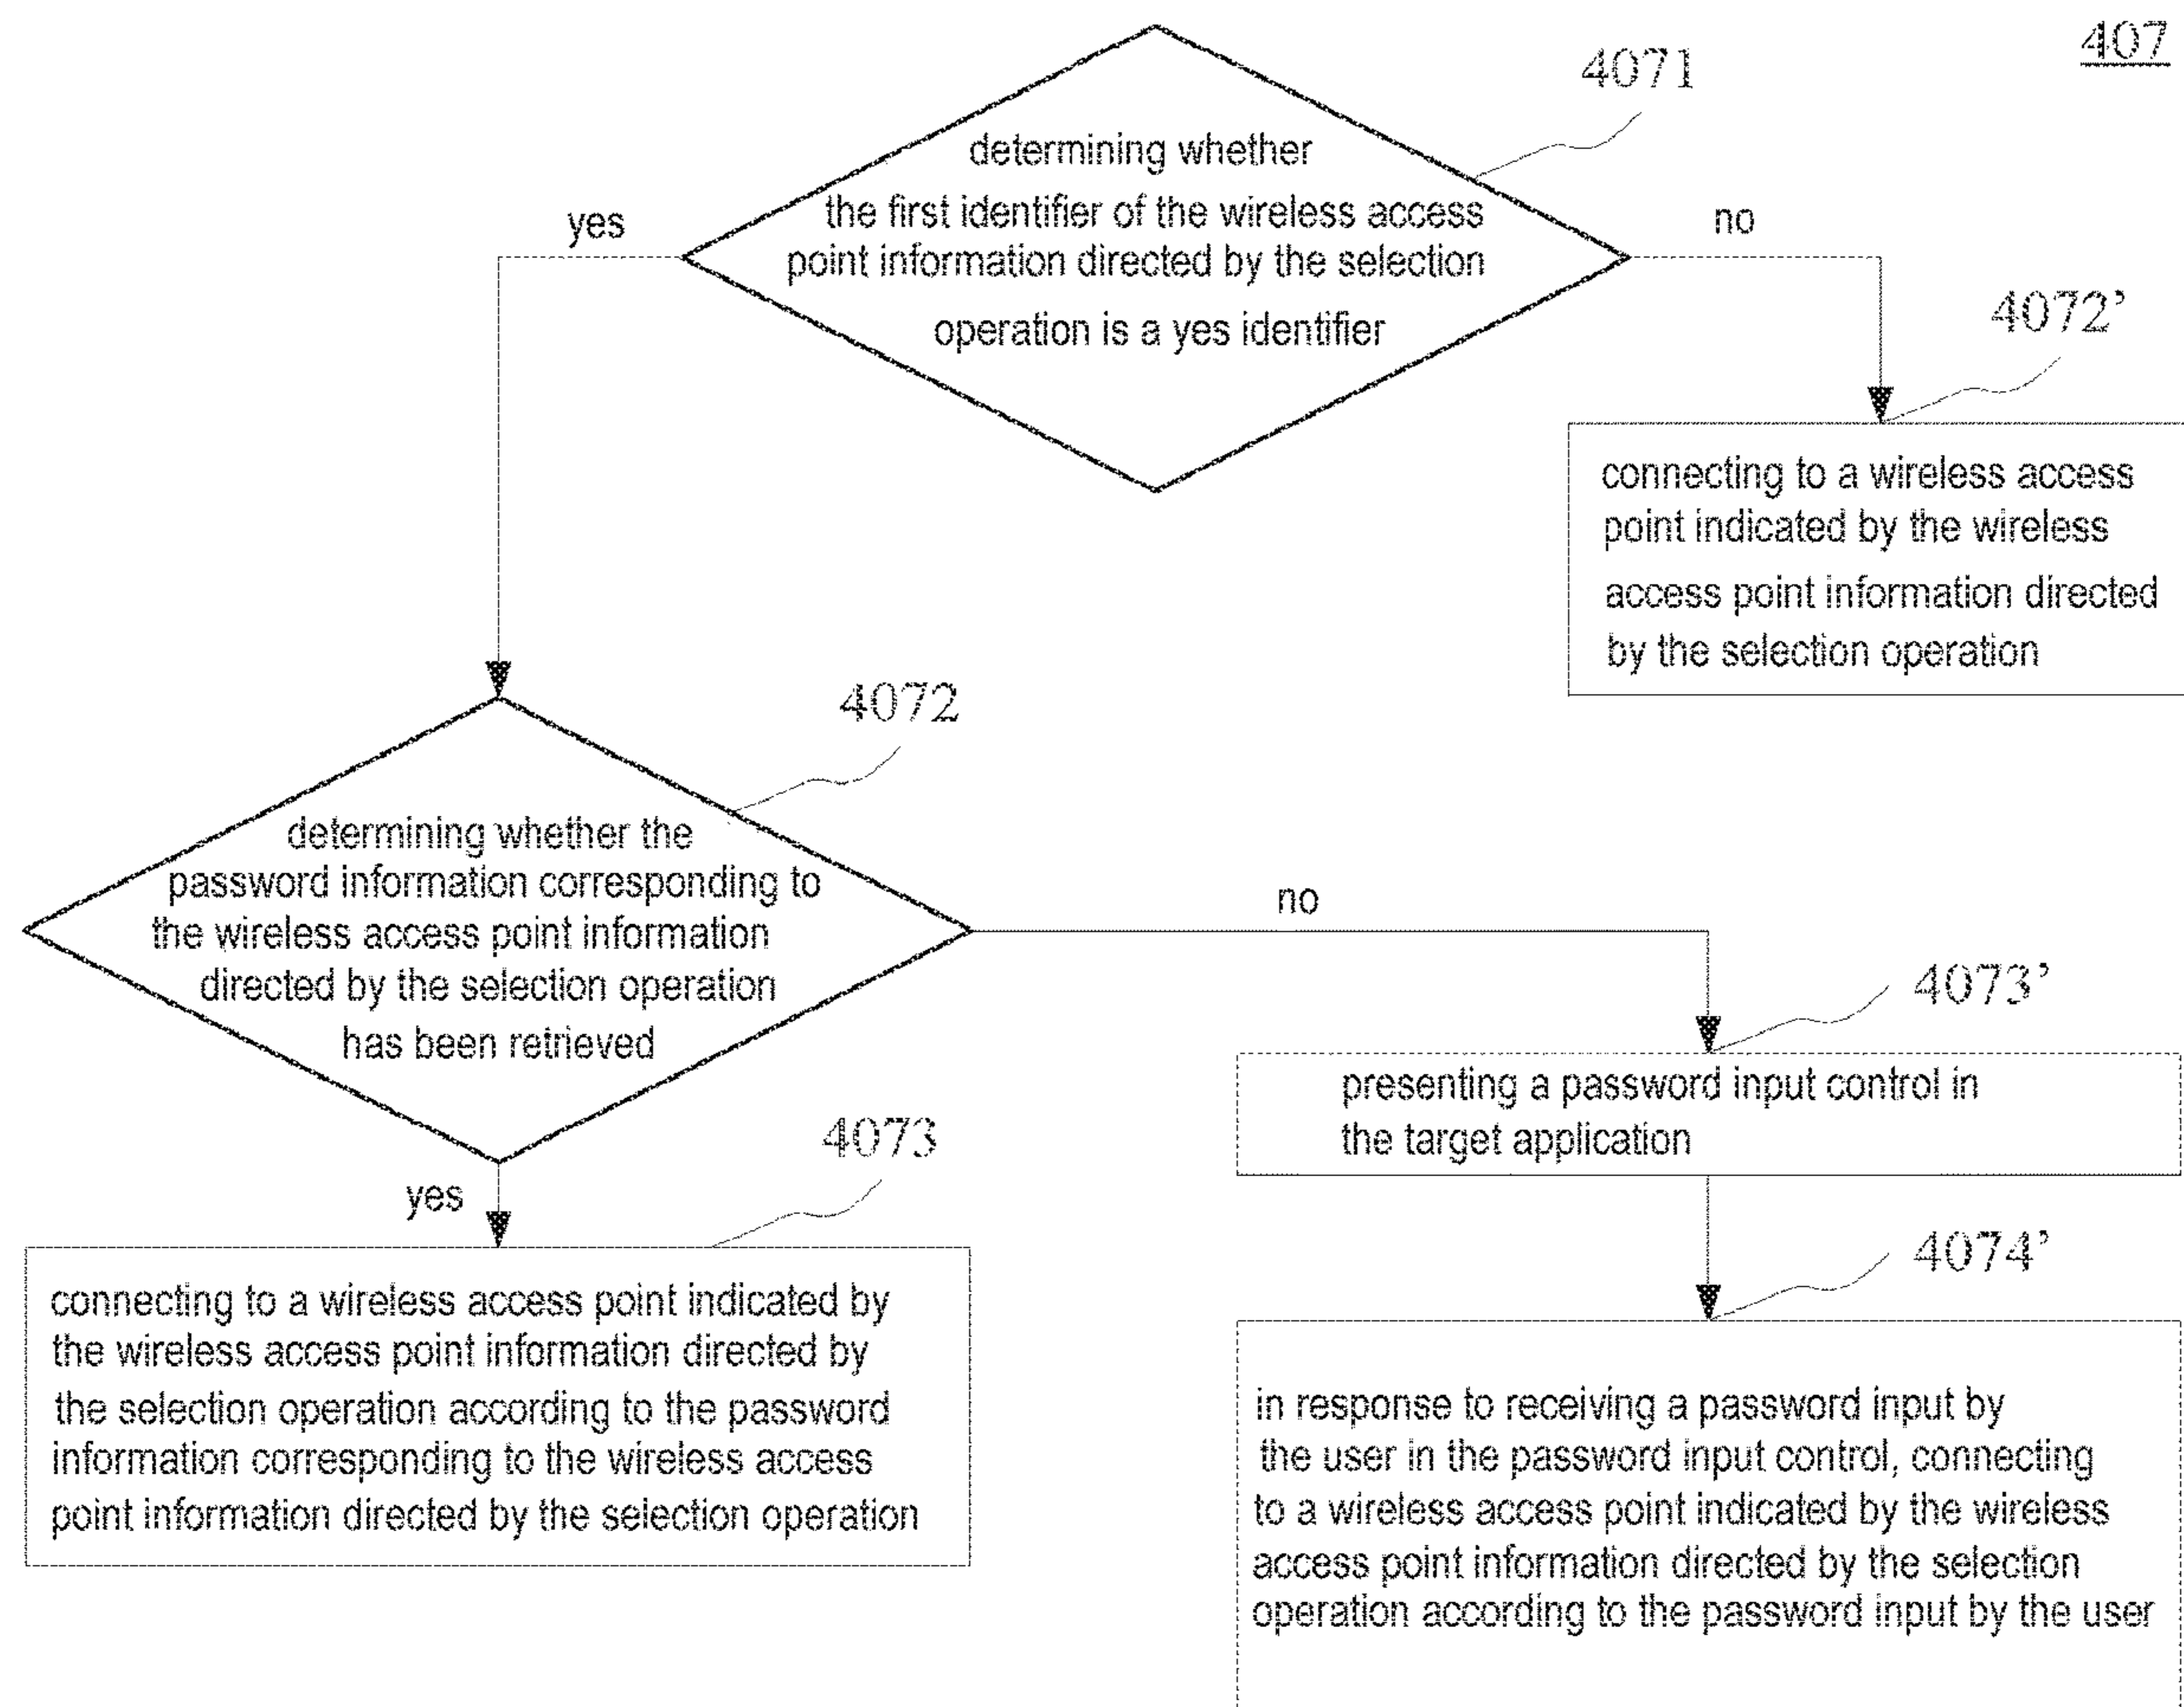 407
4071
determining whether
the first identifier of the wireless access
point information directed by the selection
operation is a yes identifier
yes
no
4072’
connecting to a wireless access
point indicated by the wireless
access point information directed
by the selection operation
4072
determining whether the
password information corresponding to
the wireless access point information
directed by the selection operation
has been retrieved
no
yes
4073’
presenting a password input control in
the target application
4073
connecting to a wireless access point indicated by
the wireless access point information directed by
the selection operation according to the password
information corresponding to the wireless access
point information directed by the selection operation
4074’
in response to receiving a password input by
the user in the password input control, connecting
to a wireless access point indicated by the wireless
access point information directed by the selection
operation according to the password input by the user